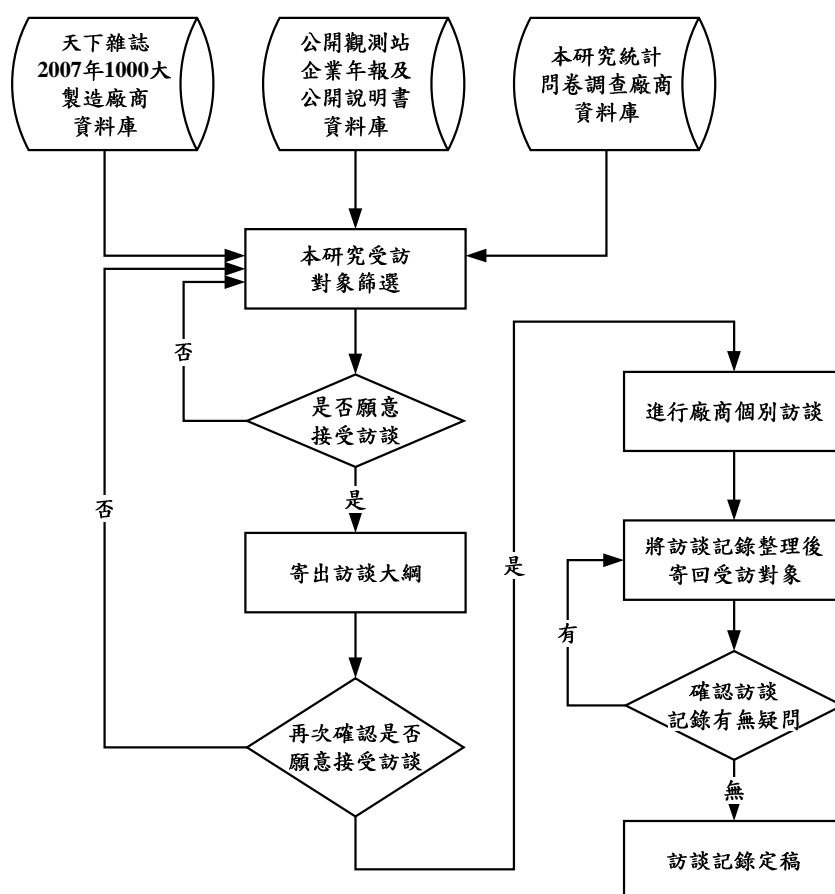 天下雜誌
2007年1000大
製造廠商
資料庫
公開觀測站
企業年報及
公開說明書
資料庫
本研究統計
問卷調查廠商
資料庫
本研究受訪
對象篩選
否
是否願意
接受訪談
是
否
寄出訪談大綱
再次確認是否
願意接受訪談
是
進行廠商個別訪談
將訪談記錄整理後
寄回受訪對象
有
確認訪談
記錄有無疑問
無
訪談記錄定稿